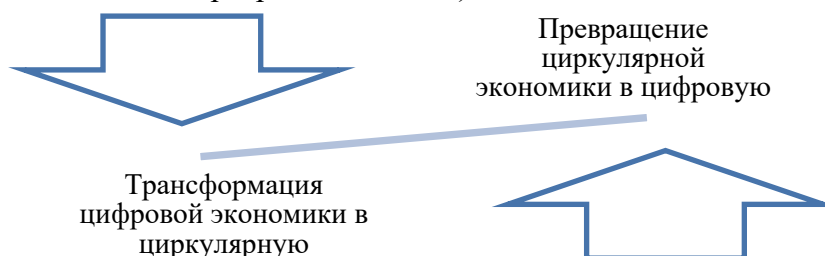 Превращение
циркулярной
экономики в цифровую
Трансформация
цифровой экономики в
циркулярную